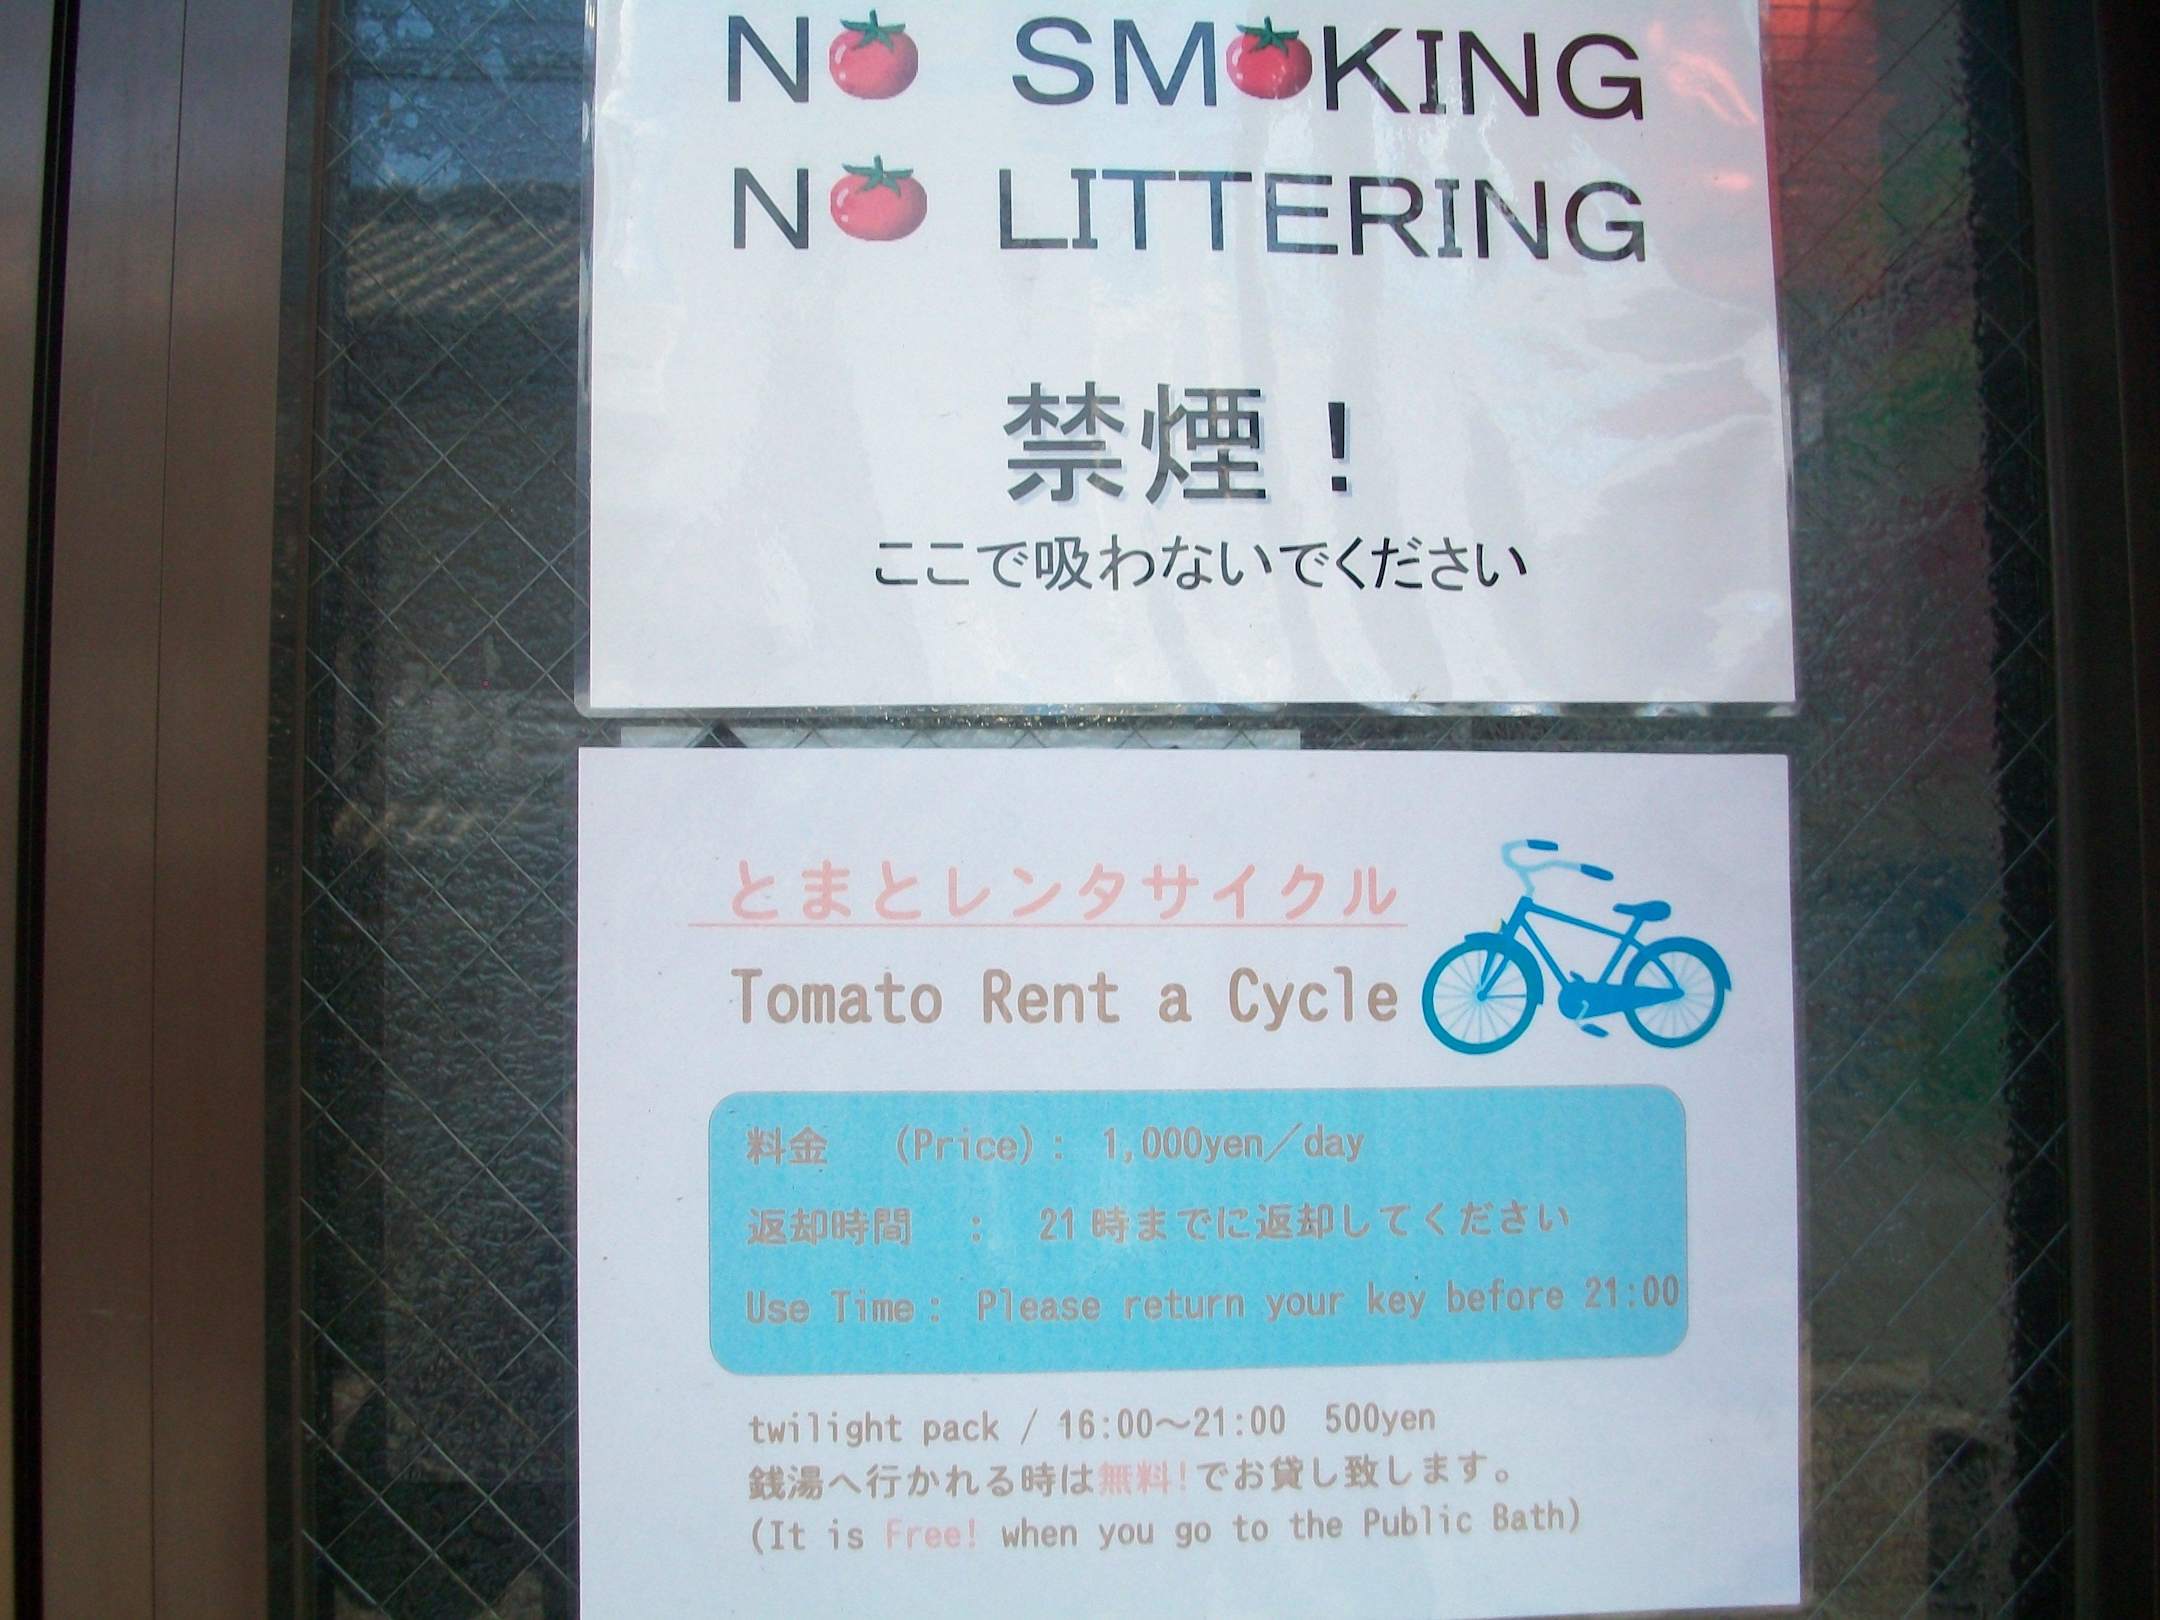 NO SMOKING
NO LITTERING
禁煙！
ここで吸わないでください
とまとレンタサイクル
Tomato Rent a Cycle
料金 (Price): 1,000yen／day
返却時間 : 21時までに返却してください
Use Time: Please return your key before 21:00
twilight pack / 16:00～21:00 500yen
銭湯へ行かれる時は無料!でお貸し致します。
(It is Free! when you go to the Public Bath)